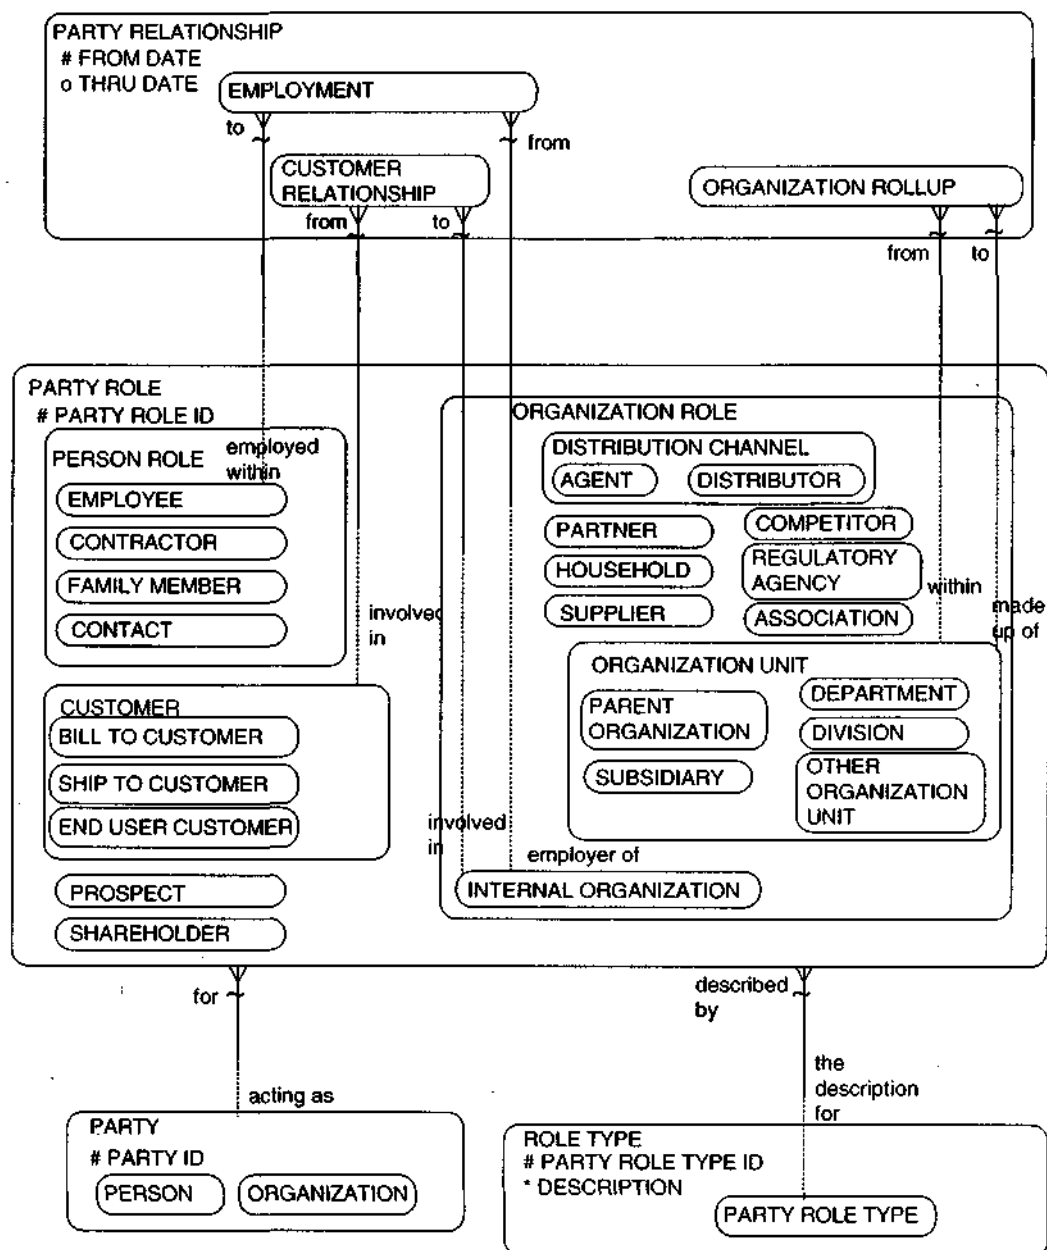 PARTY RELATIONSHIP
# FROM DATE
o THRU DATE
EMPLOYMENT
to
from
CUSTOMER
RELATIONSHIP
ORGANIZATION ROLLUP
from
to
from
to
PARTY ROLE
# PARTY ROLE ID
PERSON ROLE
employed
within
EMPLOYEE
CONTRACTOR
FAMILY MEMBER
CONTACT
involved
in
CUSTOMER
BILL TO CUSTOMER
SHIP TO CUSTOMER
END USER CUSTOMER
PROSPECT
SHAREHOLDER
ORGANIZATION ROLE
DISTRIBUTION CHANNEL
AGENT
DISTRIBUTOR
PARTNER
COMPETITOR
HOUSEHOLD
REGULATORY
AGENCY
SUPPLIER
ASSOCIATION
within
made
up of
ORGANIZATION UNIT
PARENT
ORGANIZATION
DEPARTMENT
DIVISION
SUBSIDIARY
OTHER
ORGANIZATION
UNIT
involved
in
employer of
INTERNAL ORGANIZATION
for
described
by
acting as
the
description
for
PARTY
# PARTY ID
PERSON
ORGANIZATION
ROLE TYPE
# PARTY ROLE TYPE ID
* DESCRIPTION
PARTY ROLE TYPE